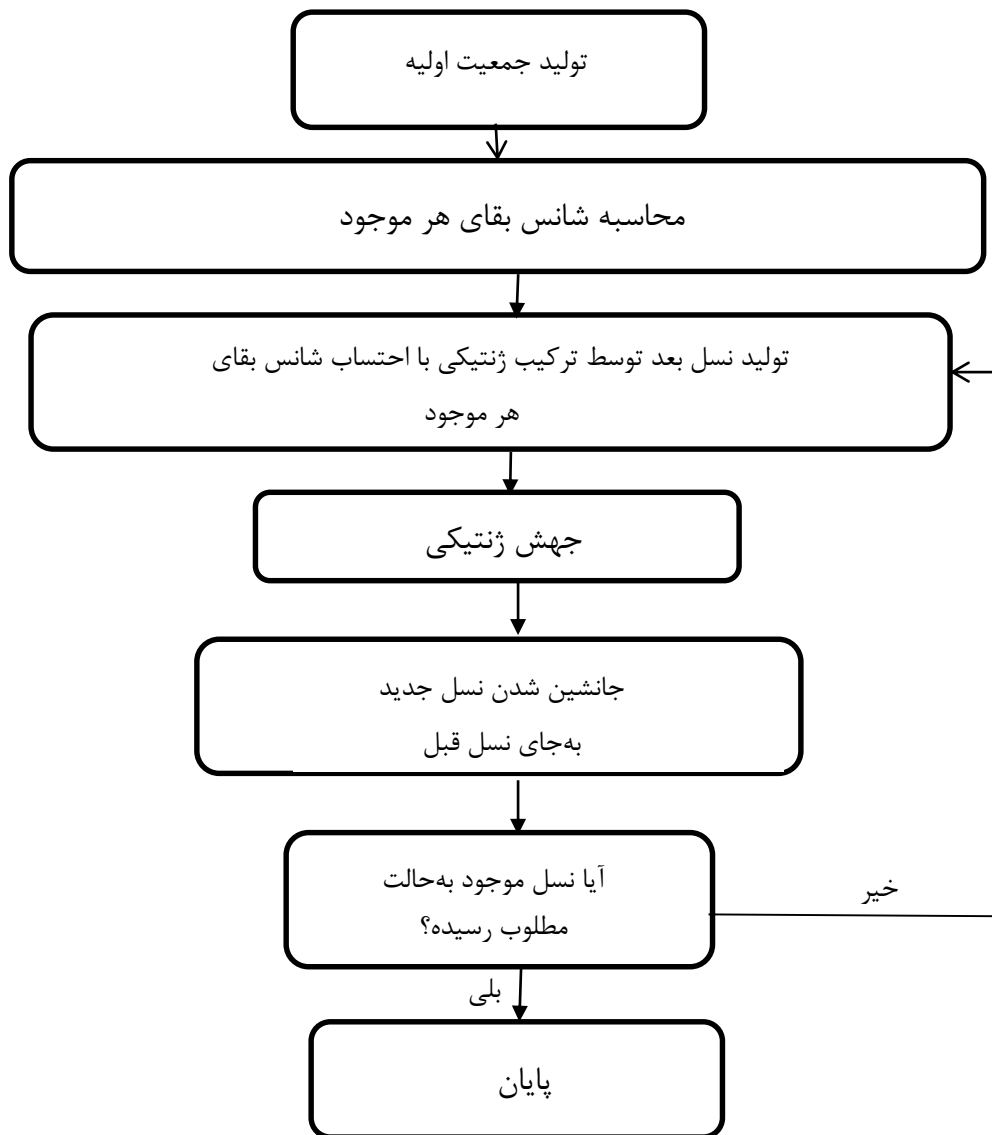 تولید جمعیت اولیه
محاسبه شانس بقای هر موجود
تولید نسل بعد توسط ترکیب ژنتیکی با احتساب شانس بقای
هر موجود
جهش ژنتیکی
جانشین شدن نسل جدید
به‌جای نسل قبل
آیا نسل موجود به‌حالت
مطلوب رسیده؟
خیر
بلی
پایان